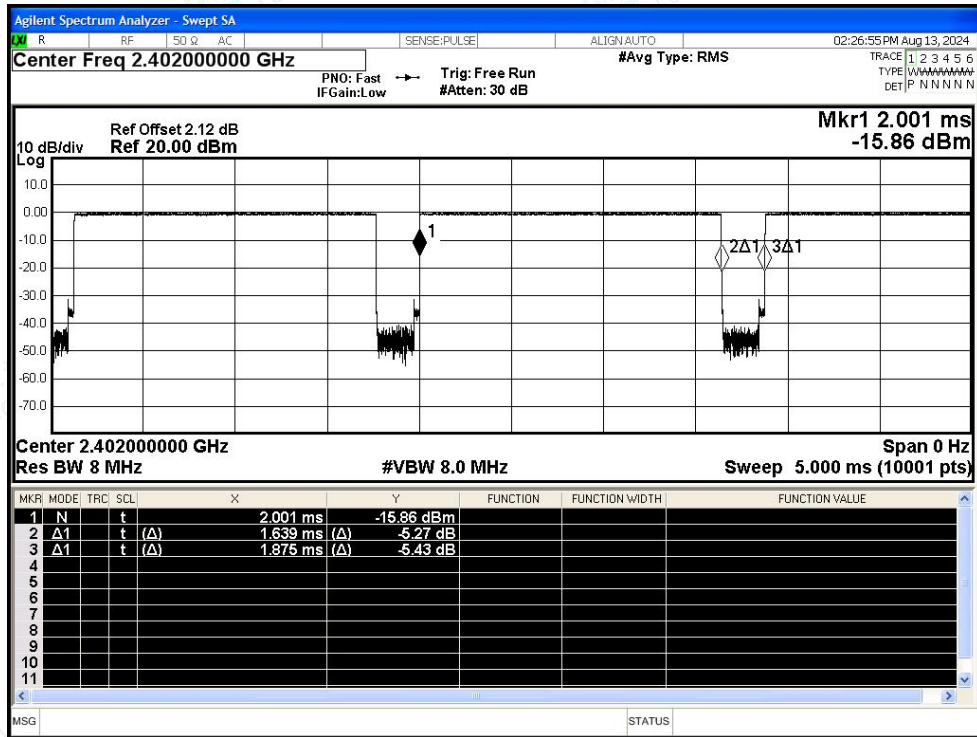 Agilent Spectrum Analyzer - Swept SA
LXI R RF 50 Ω AC SENSE:PULSE ALIGN AUTO 02:26:55 PM Aug 13, 2024
Center Freq 2.402000000 GHz
#Avg Type: RMS
TRACE 1 2 3 4 5 6
PNO: Fast Trig: Free Run
TYPE WWWWWW
IFGain:Low #Atten: 30 dB
DET P N N N N N
Mkr1 2.001 ms
Ref Offset 2.12 dB
10 dB/div Ref 20.00 dBm
-15.86 dBm
Log
10.0
0.00
1
-10.0
2Δ1 3Δ1
-20.0
-30.0
-40.0
-50.0
-60.0
-70.0
Center 2.402000000 GHz Span 0 Hz
Res BW 8 MHz #VBW 8.0 MHz Sweep 5.000 ms (10001 pts)
MKR MODE TRC SCL X Y FUNCTION FUNCTION WIDTH FUNCTION VALUE
1 N t 2.001 ms -15.86 dBm
2 Δ1 t (Δ) 1.639 ms (Δ) -5.27 dB
3 Δ1 t (Δ) 1.875 ms (Δ) -5.43 dB
4
5
6
7
8
9
10
11
MSG STATUS